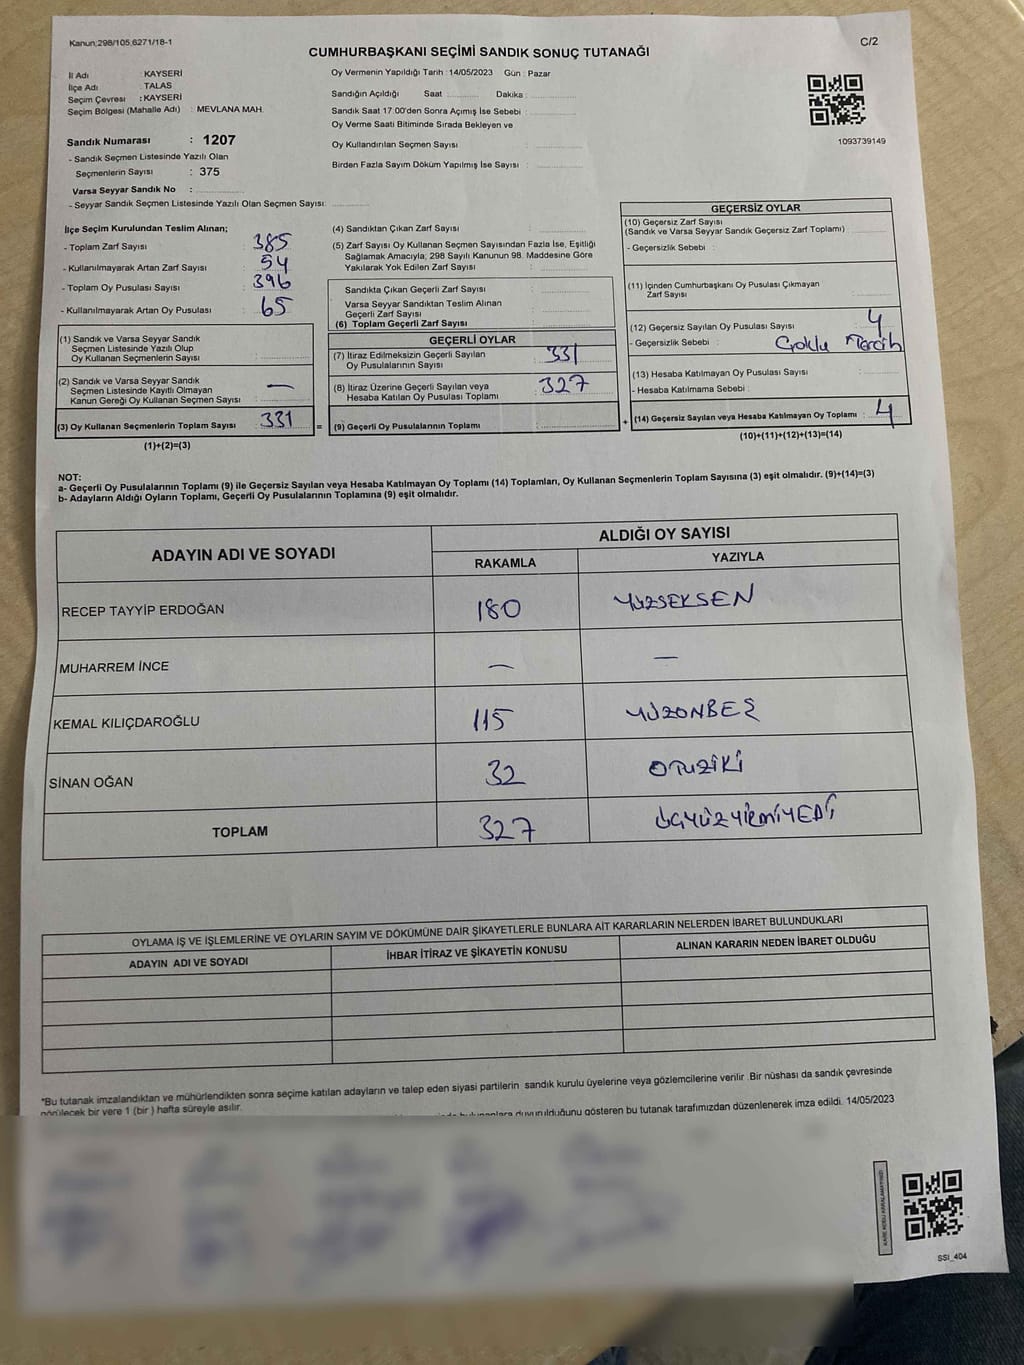 Kanun;298/105,6271/18-1
C/2
CUMHURBAŞKANI SEÇİMİ SANDIK SONUÇ TUTANAĞI
İl Adı : KAYSERİ
İlçe Adı : TALAS
Seçim Çevresi : KAYSERİ
Seçim Bölgesi (Mahalle Adı) : MEVLANA MAH.
Sandık Numarası : 1207
- Sandık Seçmen Listesinde Yazılı Olan
Seçmenlerin Sayısı : 375
Varsa Seyyar Sandık No :
- Seyyar Sandık Seçmen Listesinde Yazılı Olan Seçmen Sayısı:
Oy Vermenin Yapıldığı Tarih : 14/05/2023 Gün : Pazar
Sandığın Açıldığı Saat Dakika :
Sandık Saat 17.00'den Sonra Açımış İse Sebebi :
Oy Verme Saati Bitiminde Sırada Bekleyen ve
Oy Kullandırılan Seçmen Sayısı :
Birden Fazla Sayım Döküm Yapılmış İse Sayısı :
1093739149
İlçe Seçim Kurulundan Teslim Alınan;
- Toplam Zarf Sayısı : 385
- Kullanılmayarak Artan Zarf Sayısı : 54
- Toplam Oy Pusulası Sayısı : 396
- Kullanılmayarak Artan Oy Pusulası : 65
(1) Sandık ve Varsa Seyyar Sandık
Seçmen Listesinde Yazılı Olup
Oy Kullanan Seçmenlerin Sayısı :
(2) Sandık ve Varsa Seyyar Sandık
Seçmen Listesinde Kayıtlı Olmayan
Kanun Gereği Oy Kullanan Seçmen Sayısı : —
(3) Oy Kullanan Seçmenlerin Toplam Sayısı : 331
(1)+(2)=(3)
(4) Sandıktan Çıkan Zarf Sayısı :
(5) Zarf Sayısı Oy Kullanan Seçmen Sayısından Fazla İse, Eşitliği
Sağlamak Amacıyla, 298 Sayılı Kanunun 98. Maddesine Göre
Yakılarak Yok Edilen Zarf Sayısı :
Sandıkta Çıkan Geçerli Zarf Sayısı :
Varsa Seyyar Sandıktan Teslim Alınan
Geçerli Zarf Sayısı :
(6) Toplam Geçerli Zarf Sayısı :
GEÇERLİ OYLAR
(7) İtiraz Edilmeksizin Geçerli Sayılan
Oy Pusulasının Sayısı : 331
(8) İtiraz Üzerine Geçerli Sayılan veya
Hesaba Katılan Oy Pusulası Toplamı : 327
= (9) Geçerli Oy Pusulalarının Toplamı :
GEÇERSİZ OYLAR
(10) Geçersiz Zarf Sayısı
(Sandık ve Varsa Seyyar Sandık Geçersiz Zarf Toplamı)
- Geçersizlik Sebebi :
(11) İçinden Cumhurbaşkanı Oy Pusulası Çıkmayan
Zarf Sayısı :
(12) Geçersiz Sayılan Oy Pusulası Sayısı : 4
- Geçersizlik Sebebi : Çoklu Tercih
(13) Hesaba Katılmayan Oy Pusulası Sayısı :
- Hesaba Katılmama Sebebi :
+ (14) Geçersiz Sayılan veya Hesaba Katılmayan Oy Toplamı : 4
(10)+(11)+(12)+(13)=(14)
NOT:
a- Geçerli Oy Pusulalarının Toplamı (9) ile Geçersiz Sayılan veya Hesaba Katılmayan Oy Toplamı (14) Toplamları, Oy Kullanan Seçmenlerin Toplam Sayısına (3) eşit olmalıdır. (9)+(14)=(3)
b- Adayların Aldığı Oyların Toplamı, Geçerli Oy Pusulalarının Toplamına (9) eşit olmalıdır.
ADAYIN ADI VE SOYADI
ALDIĞI OY SAYISI
RAKAMLA YAZIYLA
RECEP TAYYİP ERDOĞAN 180 YÜZSEKSEN
MUHARREM İNCE — —
KEMAL KILIÇDAROĞLU 115 YÜZONBEŞ
SİNAN OĞAN 32 OTUZİKİ
TOPLAM 327 ÜÇYÜZYİRMİYEDİ
OYLAMA İŞ VE İŞLEMLERİNE VE OYLARIN SAYIM VE DÖKÜMÜNE DAİR ŞİKAYETLERLE BUNLARA AİT KARARLARIN NELERDEN İBARET BULUNDUKLARI
ADAYIN ADI VE SOYADI İHBAR İTİRAZ VE ŞİKAYETİN KONUSU ALINAN KARARIN NEDEN İBARET OLDUĞU
*Bu tutanak imzalandıktan ve mühürlendikten sonra seçime katılan adayların ve talep eden siyasi partilerin sandık kurulu üyelerine veya gözlemcilerine verilir .Bir nüshası da sandık çevresinde
görülecek bir yere 1 (bir ) hafta süreyle asılır.
bulunanlara duyurulduğunu gösteren bu tutanak tarafımızdan düzenlenerek imza edildi. 14/05/2023
SSI_404